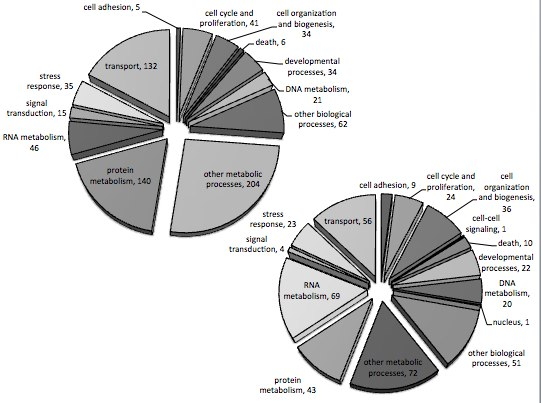 cell adhesion, 5
cell cycle and
proliferation, 41
cell organization
and biogenesis,
34
death, 6
developmental
processes, 34
DNA metabolism,
21
other biological
processes, 62
other metabolic
processes, 204
protein
metabolism, 140
RNA metabolism,
46
signal
transduction, 15
stress
response, 35
transport, 132
cell adhesion, 9
cell cycle and
proliferation,
24
cell
organization
and biogenesis,
36
cell-cell
signaling, 1
death, 10
developmental
processes, 22
DNA
metabolism,
20
nucleus, 1
other biological
processes, 51
other metabolic
processes, 72
protein
metabolism, 43
RNA
metabolism, 69
signal
transduction, 4
stress
response, 23
transport, 56